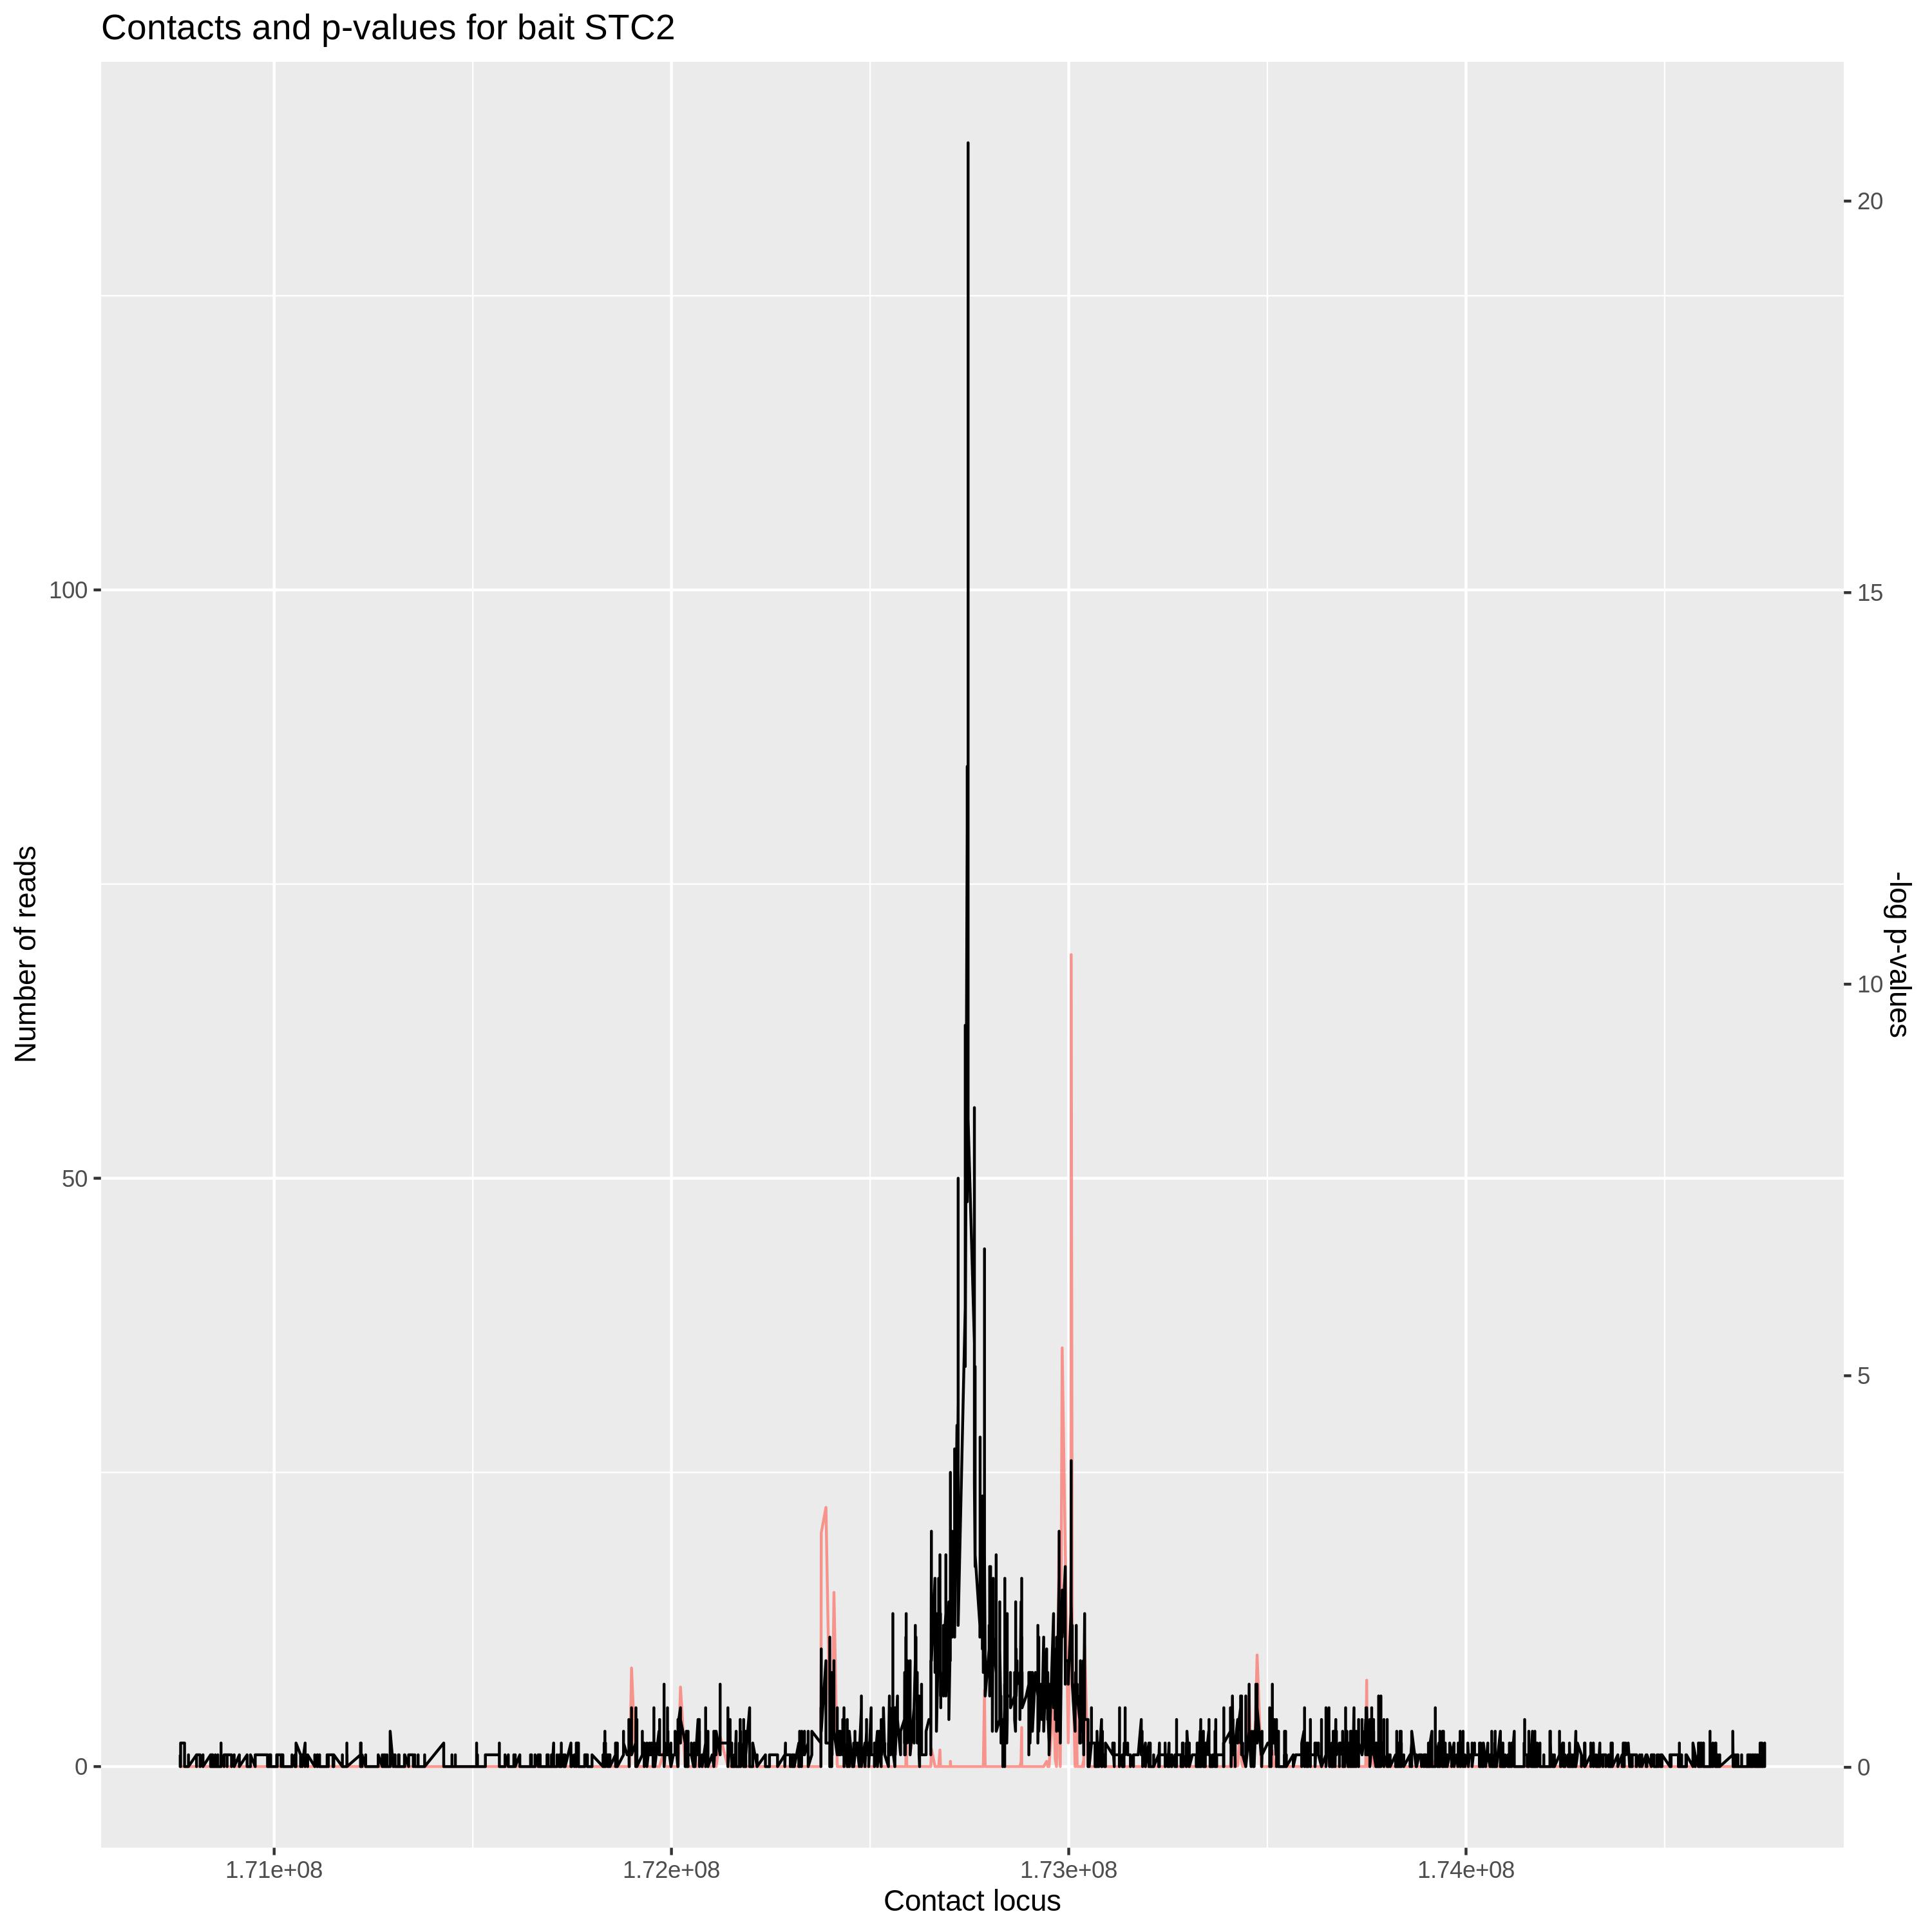 Contacts and p-values for bait STC2
Number of reads
100
50
0
20
15
10
5
0
-log p-values
1.71e+08
1.72e+08
1.73e+08
1.74e+08
Contact locus